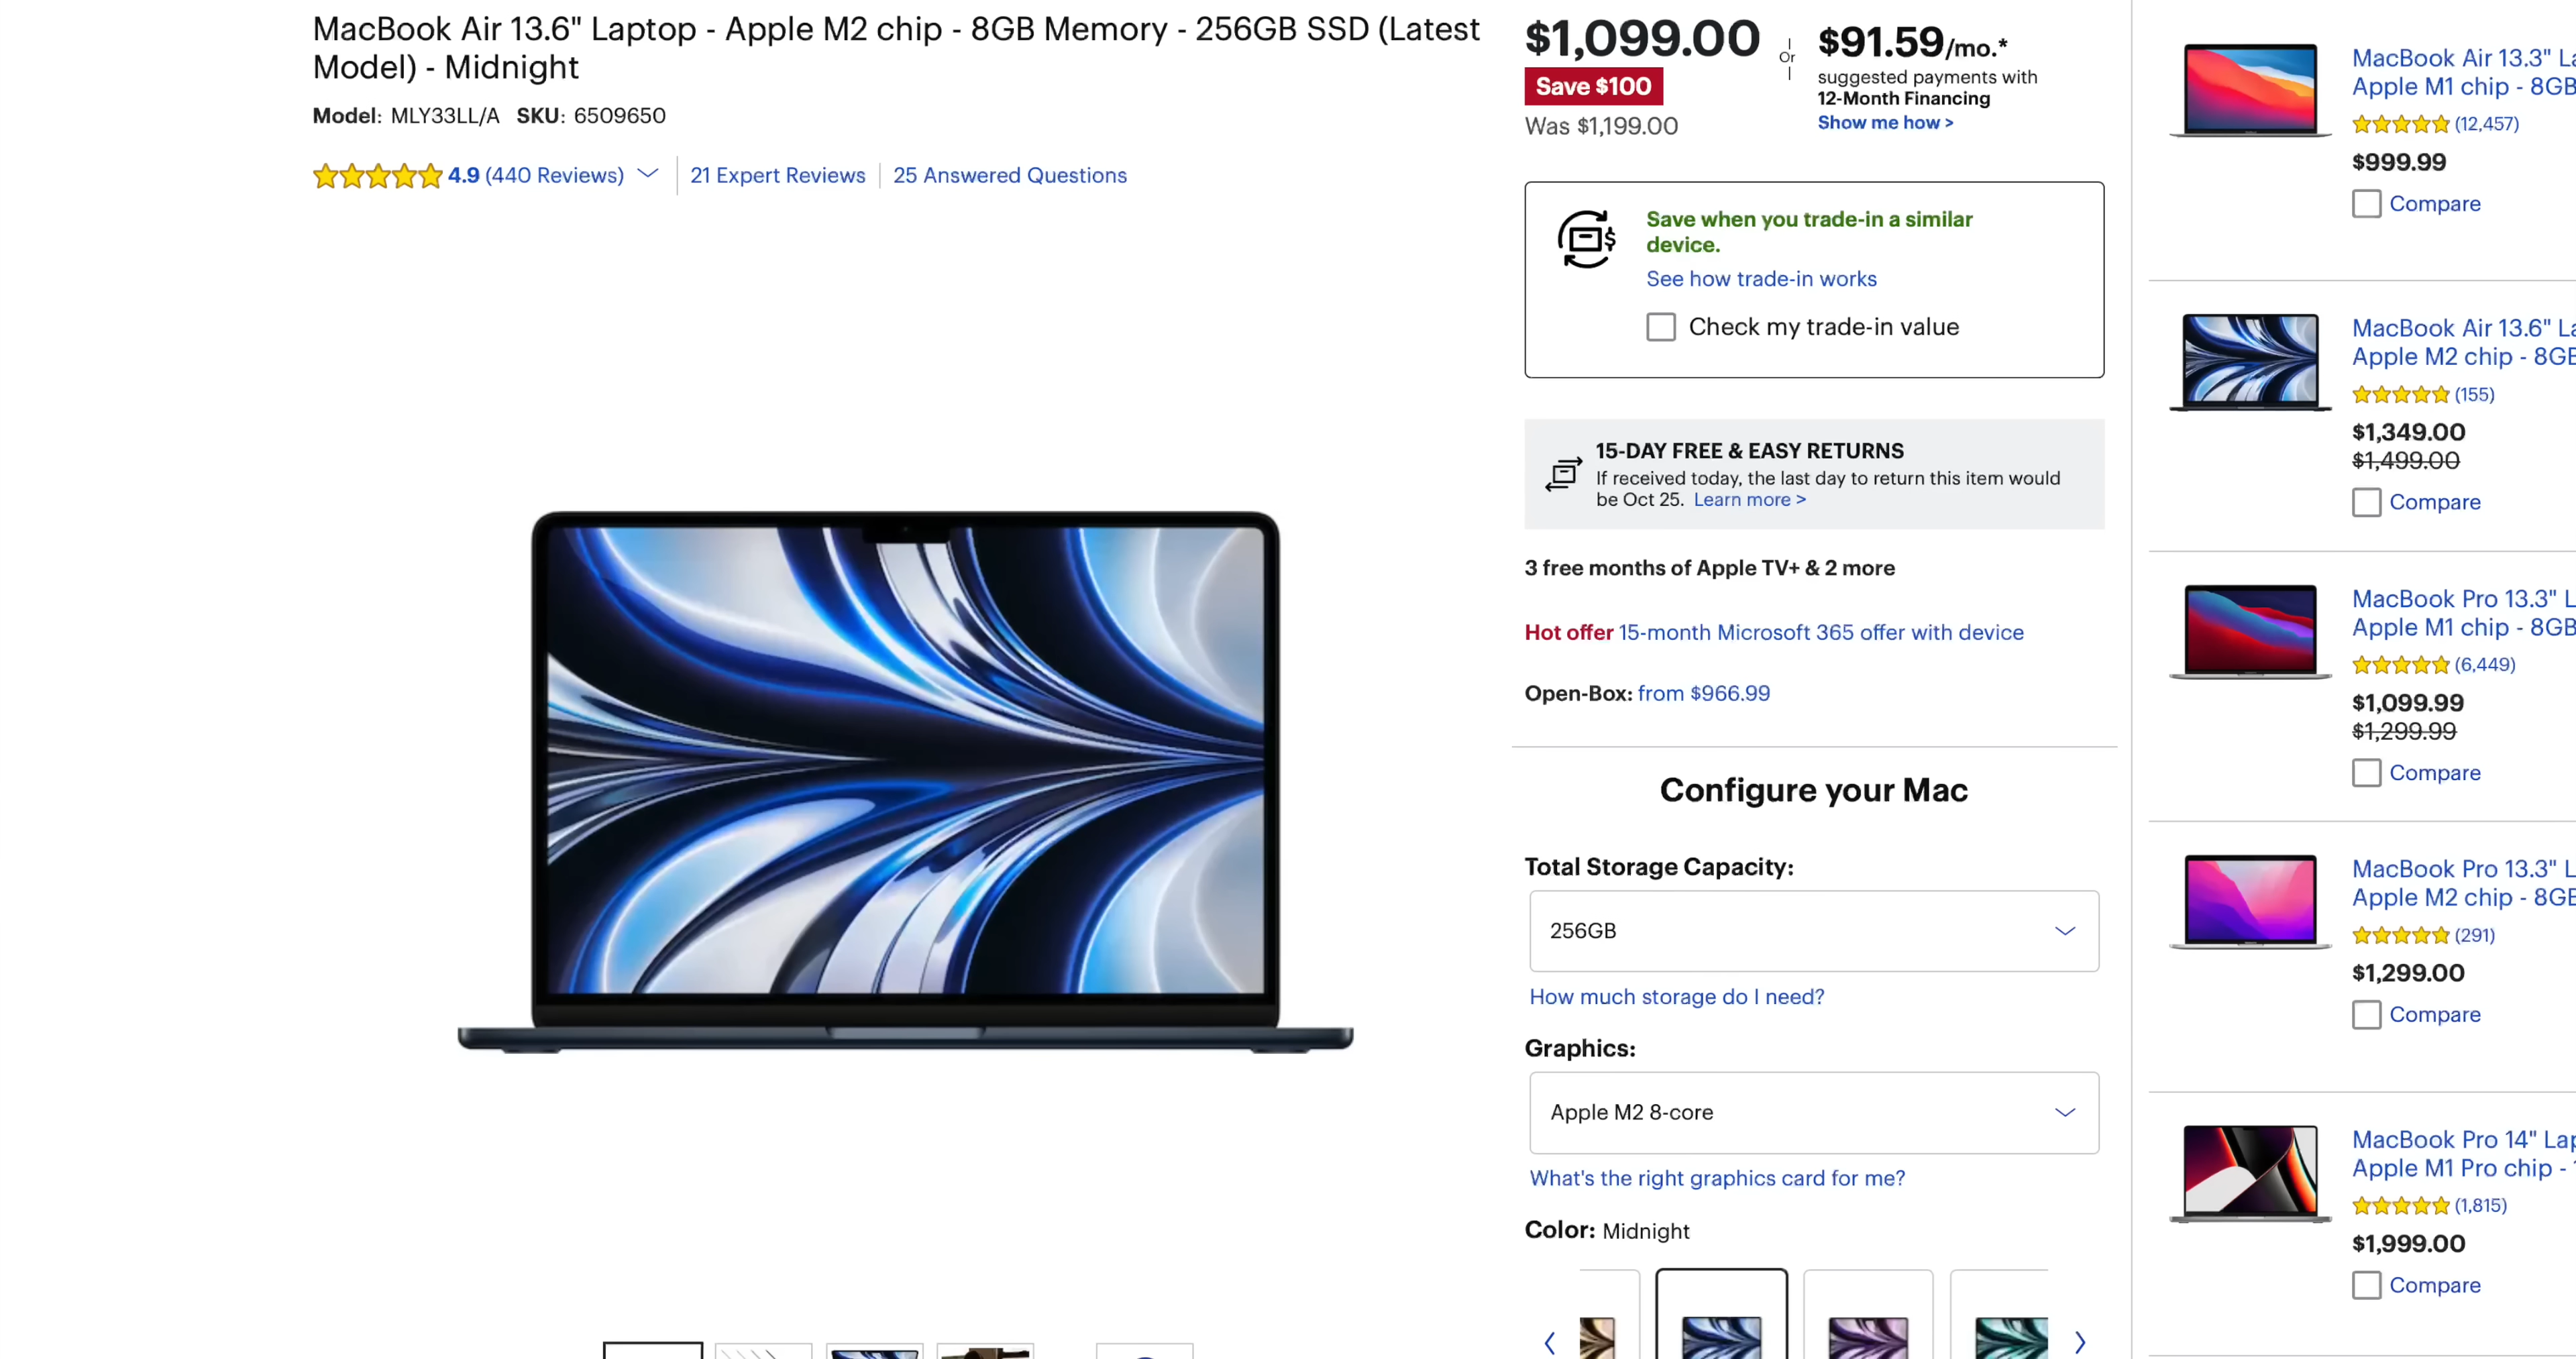 MacBook Air 13.6" Laptop - Apple M2 chip - 8GB Memory - 256GB SSD (Latest
Model) - Midnight
Model: MLY33LL/A SKU: 6509650
4.9 (440 Reviews)
21 Expert Reviews
25 Answered Questions
$1,099.00
Save $100
Was $1,199.00
Or
$91.59/mo.*
suggested payments with
12-Month Financing
Show me how >
Save when you trade-in a similar
device.
See how trade-in works
Check my trade-in value
15-DAY FREE & EASY RETURNS
If received today, the last day to return this item would
be Oct 25. Learn more >
3 free months of Apple TV+ & 2 more
Hot offer 15-month Microsoft 365 offer with device
Open-Box: from $966.99
Configure your Mac
Total Storage Capacity:
256GB
How much storage do I need?
Graphics:
Apple M2 8-core
What's the right graphics card for me?
Color: Midnight
MacBook Air 13.3"
Apple M1 chip - 8GB
(12,457)
$999.99
Compare
MacBook Air 13.6"
Apple M2 chip - 8GB
(155)
$1,349.00
$1,499.00
Compare
MacBook Pro 13.3"
Apple M1 chip - 8GB
(6,449)
$1,099.99
$1,299.99
Compare
MacBook Pro 13.3"
Apple M2 chip - 8GB
(291)
$1,299.00
Compare
MacBook Pro 14"
Apple M1 Pro chip -
(1,815)
$1,999.00
Compare